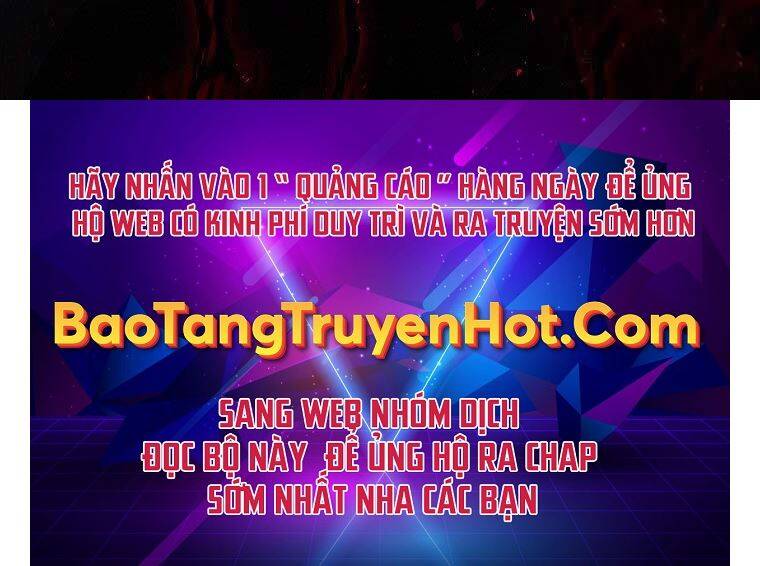 HÃY NHẤN VÀO 1 “ QUẢNG CÁO ” HÀNG NGÀY ĐỂ ỦNG
HỘ WEB CÓ KINH PHÍ DUY TRÌ VÀ RA TRUYỆN SỚM HƠN
BaoTangTruyenHot.Com
SANG WEB NHÓM DỊCH
ĐỌC BỘ NÀY ĐỂ ỦNG HỘ RA CHAP
SỚM NHẤT NHA CÁC BẠN